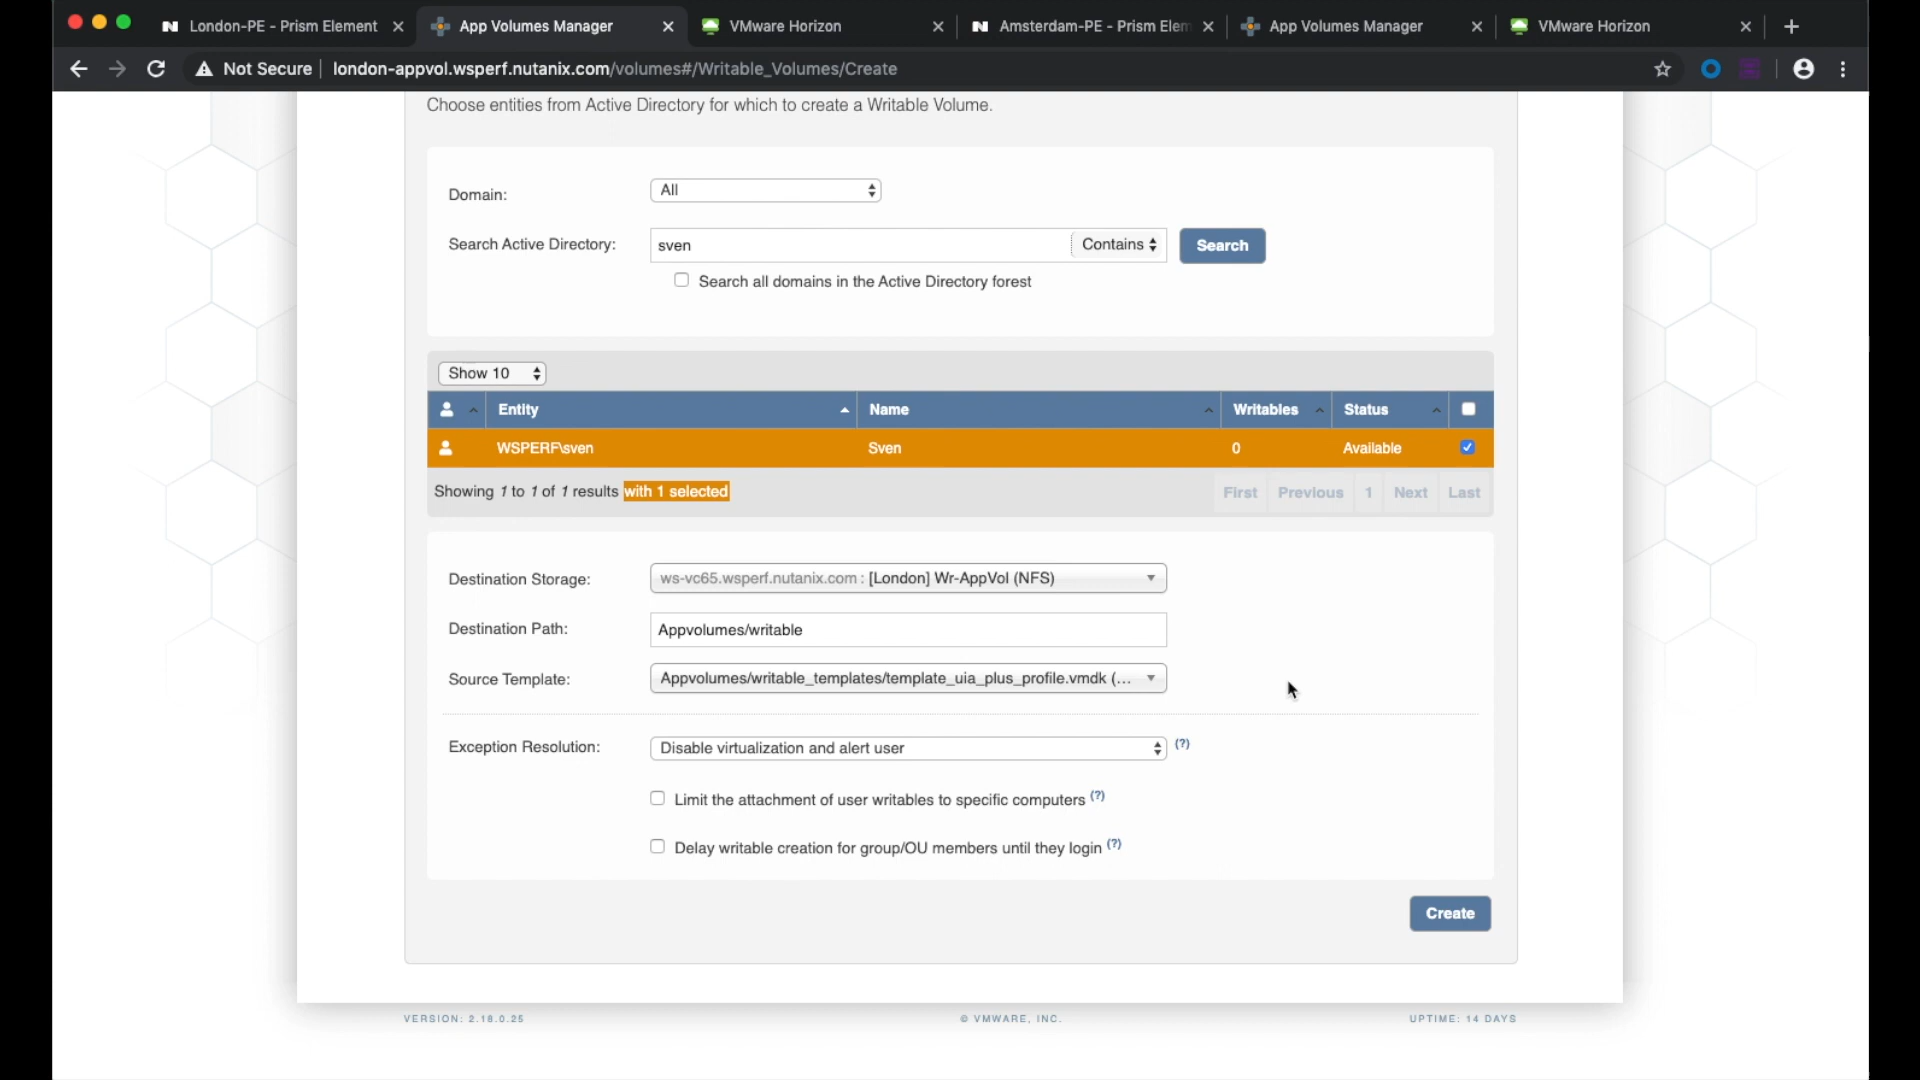 London-PE - Prism Element
App Volumes Manager
VMware Horizon
Amsterdam-PE - Prism Elem
App Volumes Manager
VMware Horizon
Not Secure | london-appvol.wsperf.nutanix.com/volumes#/Writable_Volumes/Create
Choose entities from Active Directory for which to create a Writable Volume.
Domain: All
Search Active Directory: sven Contains Search
Search all domains in the Active Directory forest
Show 10
Entity Name Writables Status
WSPERF\sven Sven 0 Available
Showing 1 to 1 of 1 results with 1 selected First Previous 1 Next Last
Destination Storage: ws-vc65.wsperf.nutanix.com : [London] Wr-AppVol (NFS)
Destination Path: Appvolumes/writable
Source Template: Appvolumes/writable_templates/template_uia_plus_profile.vmdk (...
Exception Resolution: Disable virtualization and alert user (?)
Limit the attachment of user writables to specific computers (?)
Delay writable creation for group/OU members until they login (?)
Create
VERSION: 2.18.0.25 © VMWARE, INC. UPTIME: 14 DAYS